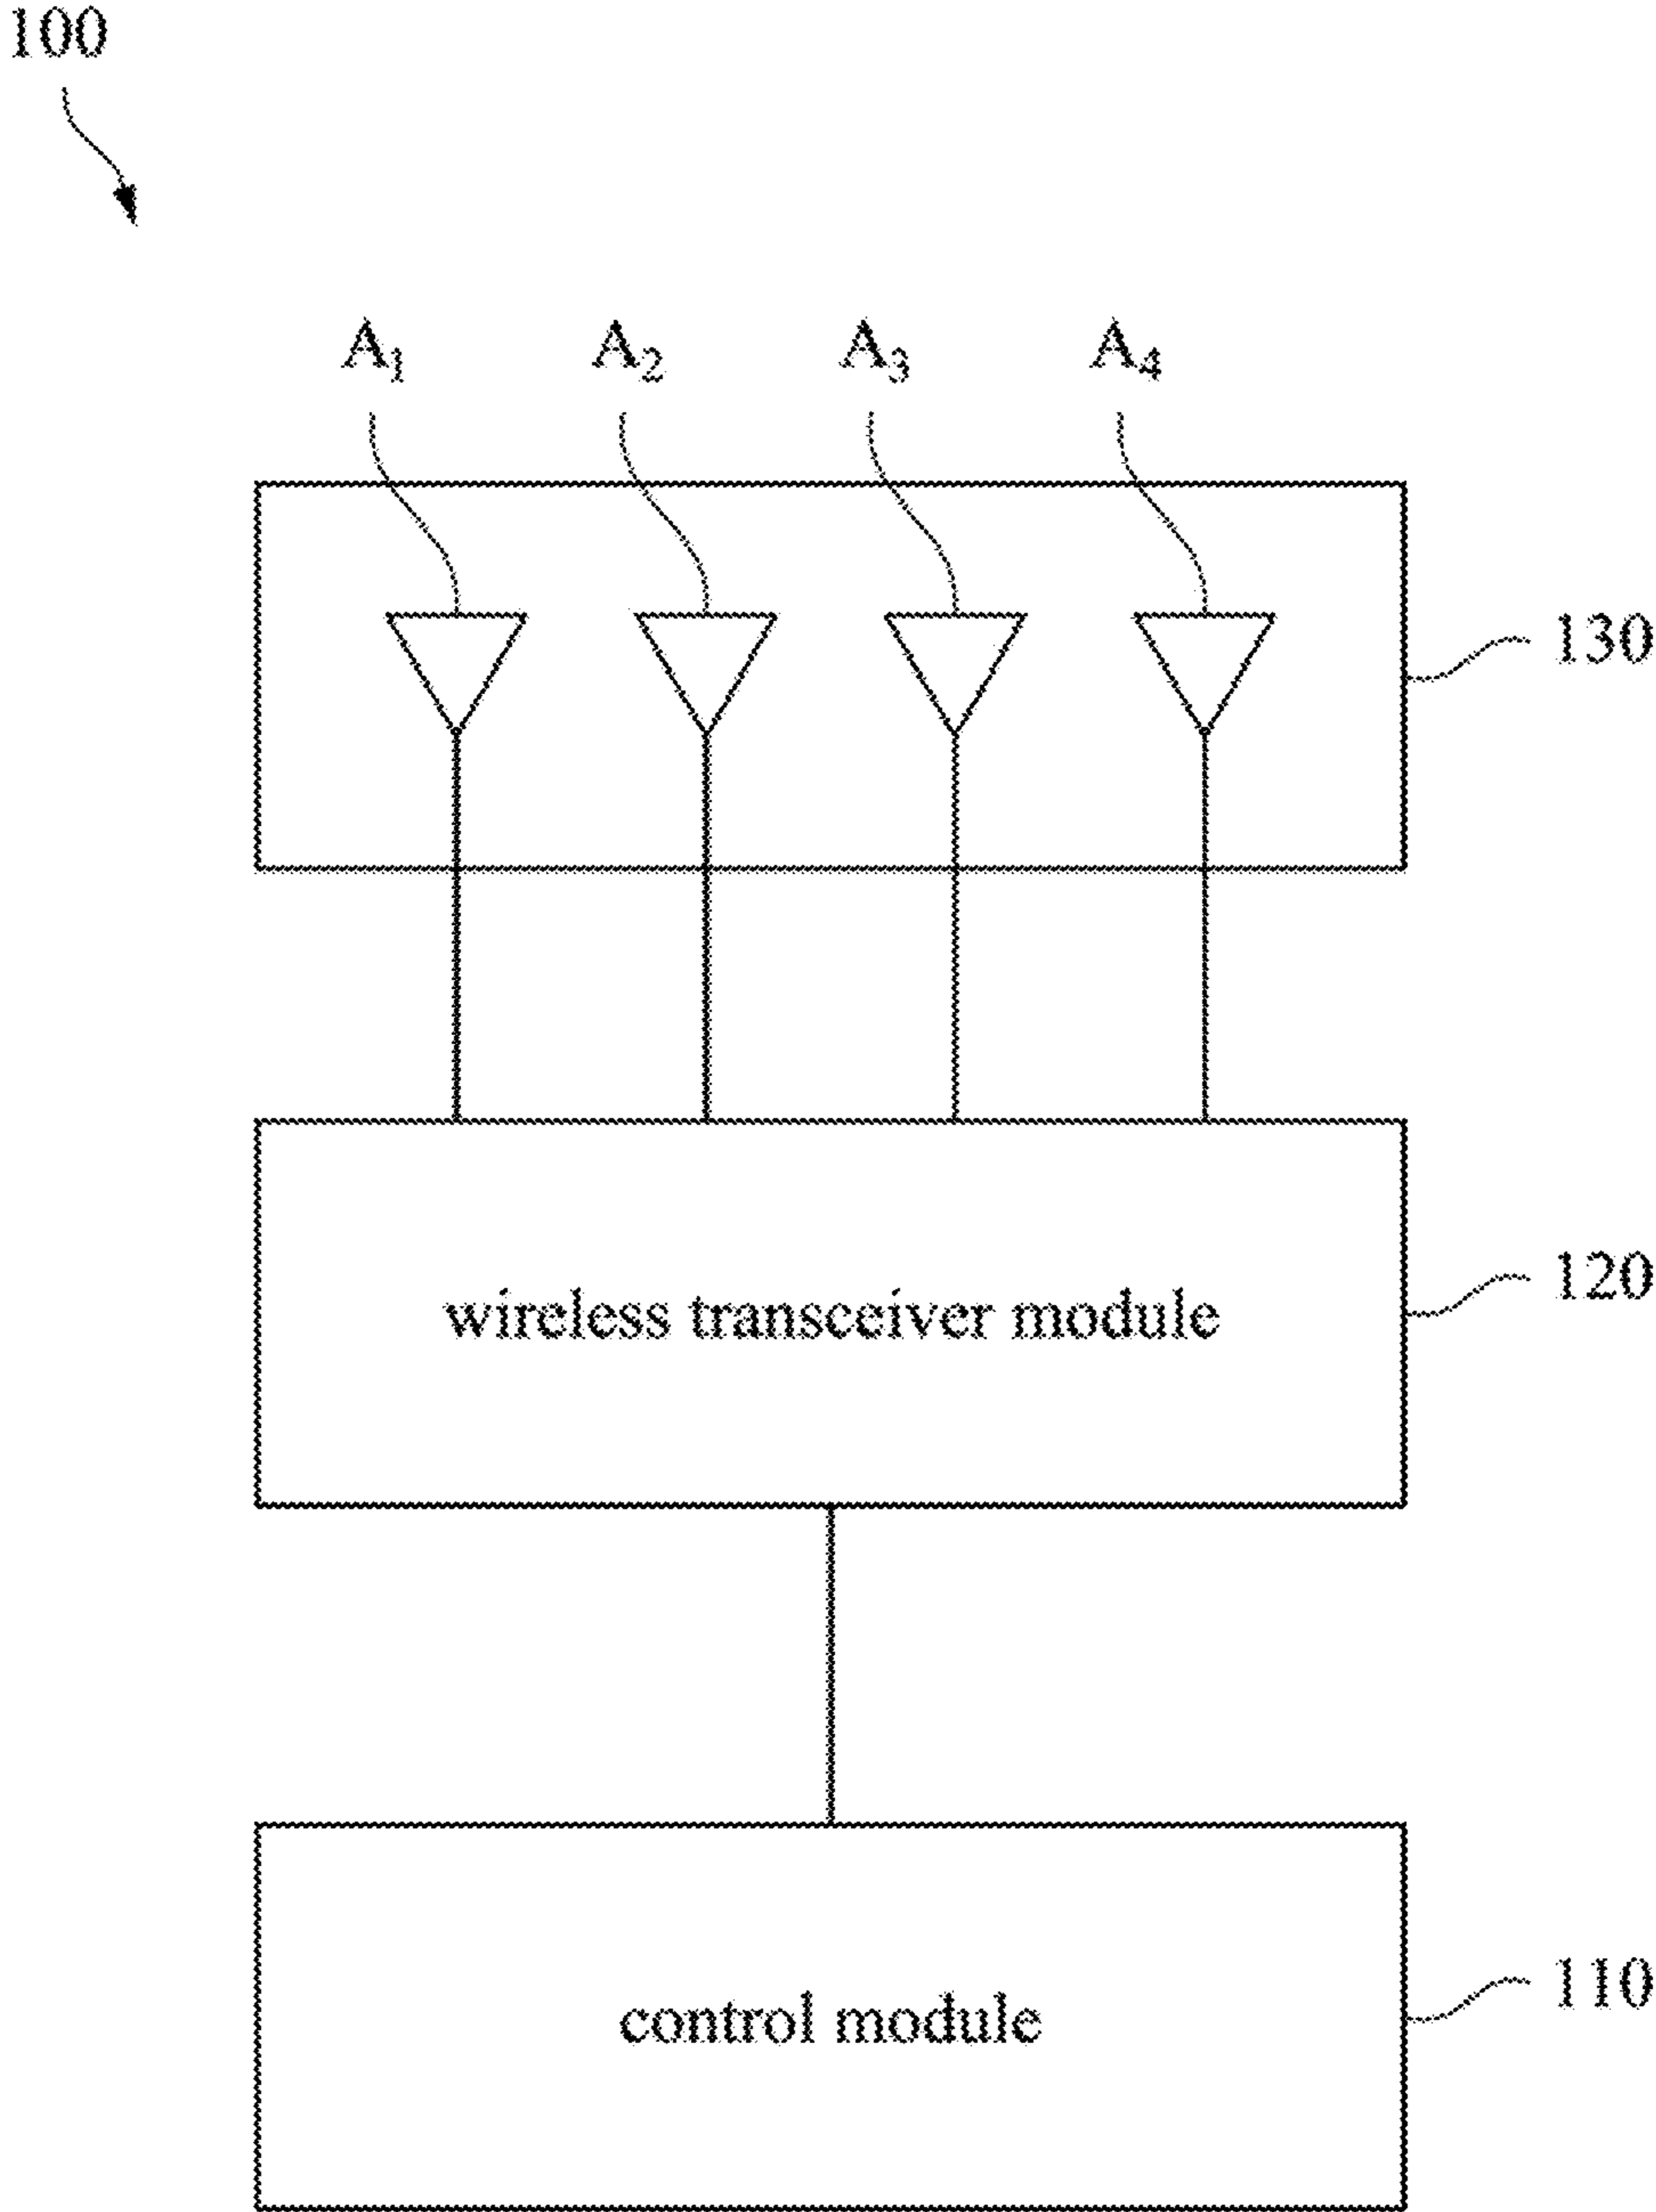 100
A₁ A₂ A₃ A₄
130
120
wireless transceiver module
110
control module